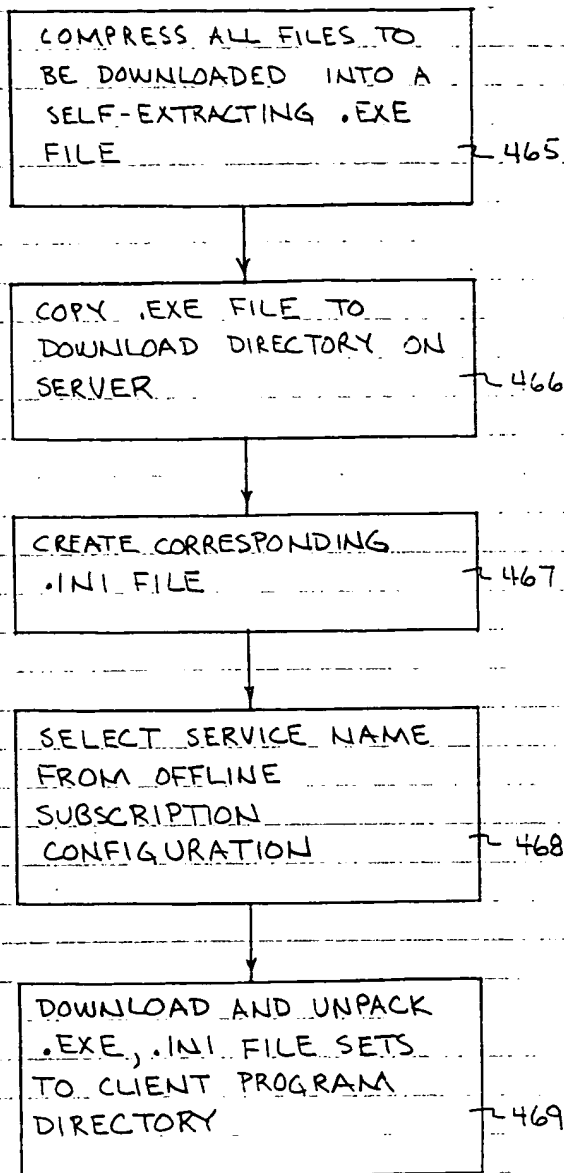 COMPRESS ALL FILES TO
BE DOWNLOADED INTO A
SELF-EXTRACTING .EXE
FILE
465
COPY .EXE FILE TO
DOWNLOAD DIRECTORY ON
SERVER
466
CREATE CORRESPONDING
.INI FILE
467
SELECT SERVICE NAME
FROM OFFLINE
SUBSCRIPTION
CONFIGURATION
468
DOWNLOAD AND UNPACK
.EXE, .INI FILE SETS
TO CLIENT PROGRAM
DIRECTORY
469